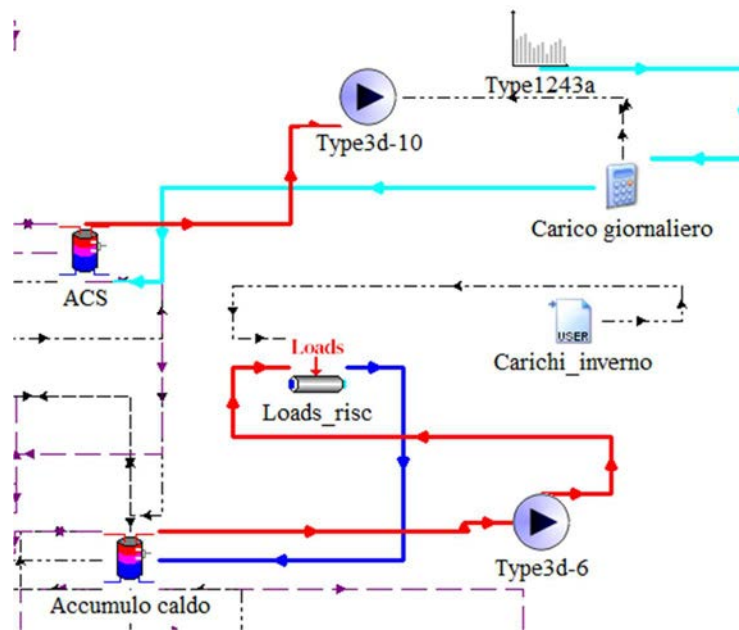 Type1243a
Type3d-10
Carico giornaliero
ACS
USER
Carichi_inverno
Loads
Loads_risc
Type3d-6
Accumulo caldo